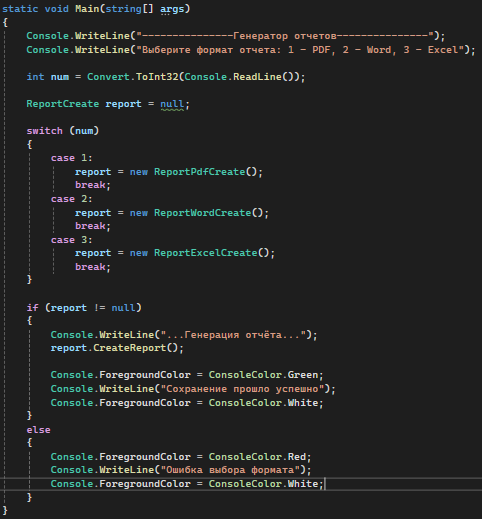 static void Main(string[] args)
{
Console.WriteLine("---------------Генератор отчетов---------------");
Console.WriteLine("Выберите формат отчета: 1 - PDF, 2 - Word, 3 - Excel");
int num = Convert.ToInt32(Console.ReadLine());
ReportCreate report = null;
switch (num)
{
case 1:
report = new ReportPdfCreate();
break;
case 2:
report = new ReportWordCreate();
break;
case 3:
report = new ReportExcelCreate();
break;
}
if (report != null)
{
Console.WriteLine("...Генерация отчёта...");
report.CreateReport();
Console.ForegroundColor = ConsoleColor.Green;
Console.WriteLine("Сохранение прошло успешно");
Console.ForegroundColor = ConsoleColor.White;
}
else
{
Console.ForegroundColor = ConsoleColor.Red;
Console.WriteLine("Ошибка выбора формата");
Console.ForegroundColor = ConsoleColor.White;
}
}